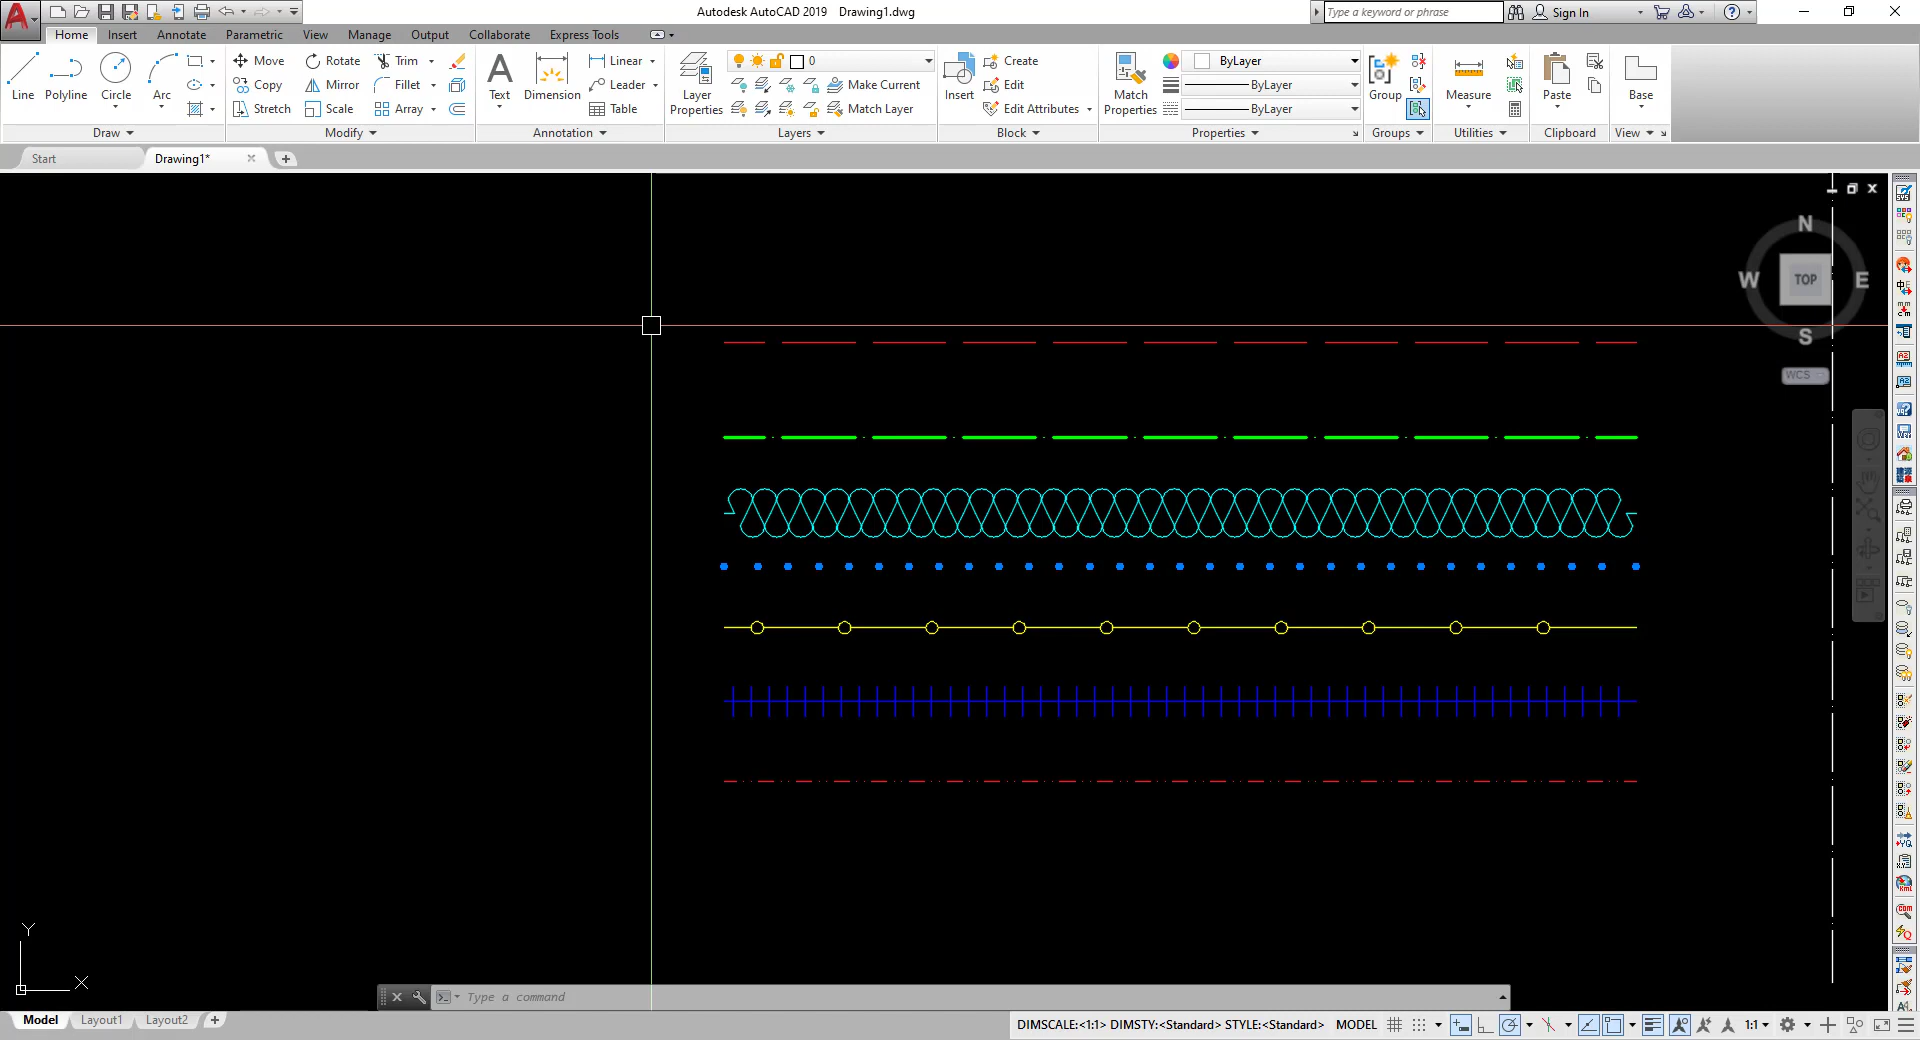 Autodesk AutoCAD 2019 Drawing1.dwg
Type a keyword or phrase
Sign In
Home Insert Annotate Parametric View Manage Output Collaborate Express Tools
Line Polyline Circle Arc
Draw
Move Rotate Trim
Copy Mirror Fillet
Stretch Scale Array
Modify
Text Dimension
Linear
Leader
Table
Annotation
Layer Properties
0
Make Current
Match Layer
Layers
Insert
Create
Edit
Edit Attributes
Block
Match Properties
ByLayer
ByLayer
ByLayer
Properties
Group
Groups
Measure
Utilities
Paste
Clipboard
Base
View
Start Drawing1*
N
W TOP E
S
WCS
Y
X
Type a command
Model Layout1 Layout2
DIMSCALE:<1:1> DIMSTY:<Standard> STYLE:<Standard> MODEL 1:1